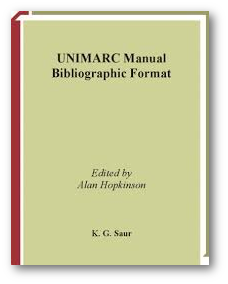 UNIMARC Manual
Bibliographic Format
Edited by
Alan Hopkinson
K. G. Saur